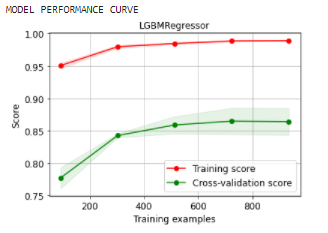 MODEL PERFORMANCE CURVE
LGBMRegressor
1.00
0.95
0.90
0.85
0.80
0.75
Score
Training score
Cross-validation score
200 400 600 800
Training examples